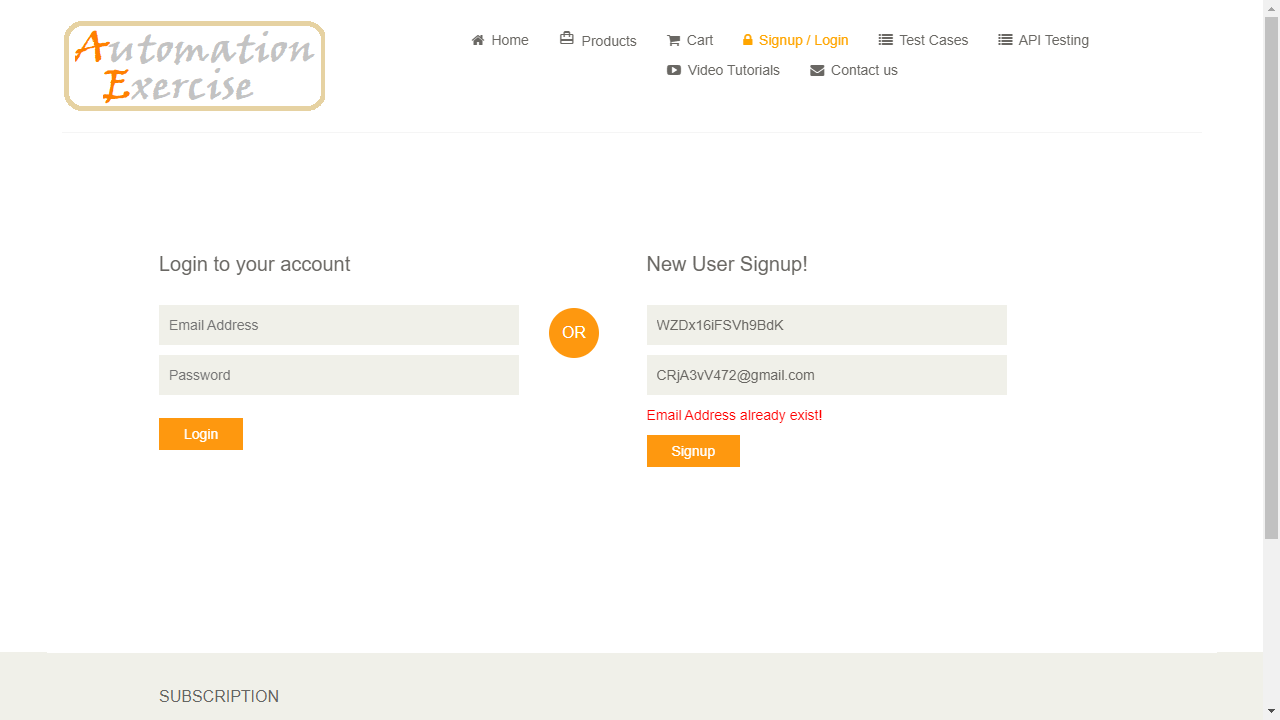 Automation
Exercise
Home
Products
Cart
Signup / Login
Test Cases
API Testing
Video Tutorials
Contact us
Login to your account
Email Address
Password
Login
OR
New User Signup!
WZDx16iFSVh9BdK
CRjA3vV472@gmail.com
Email Address already exist!
Signup
SUBSCRIPTION